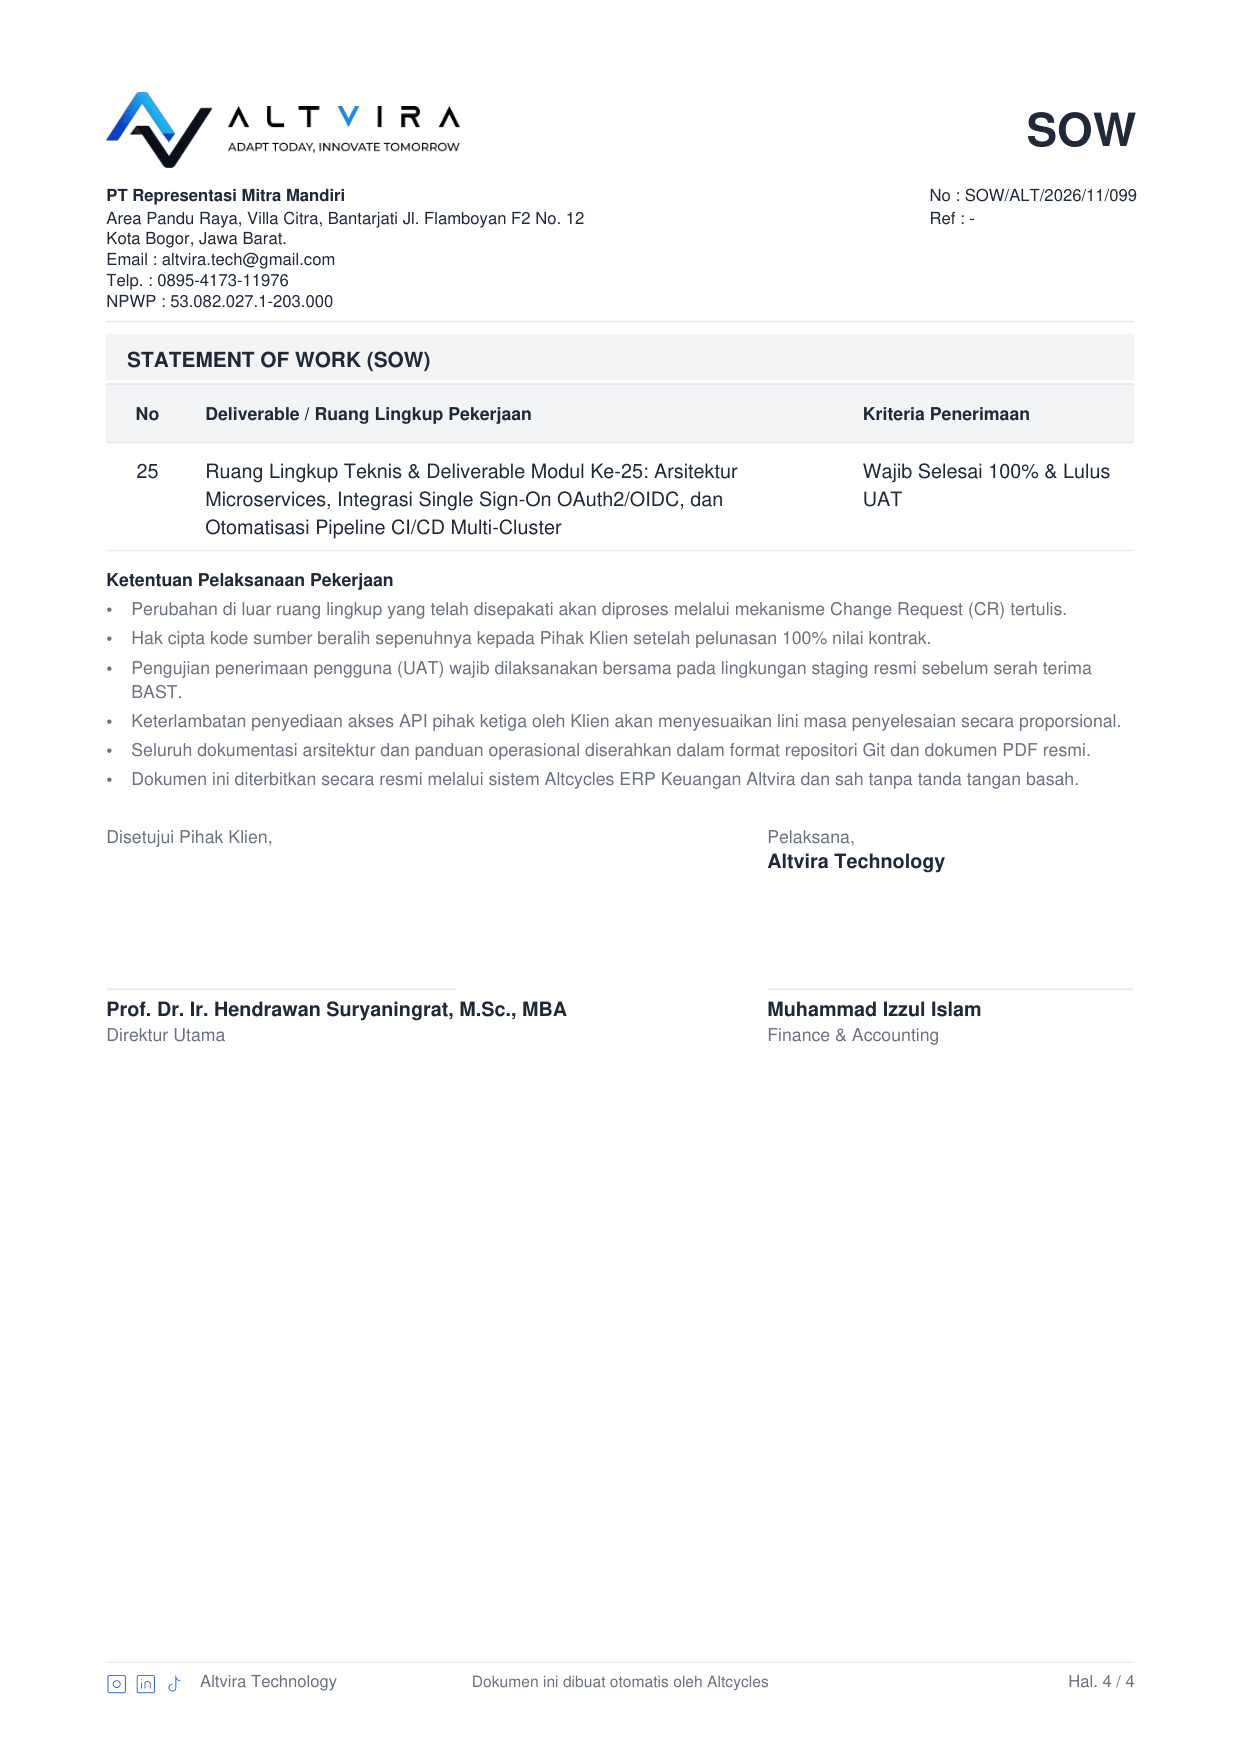 ALTVIRA
ADAPT TODAY, INNOVATE TOMORROW
SOW
PT Representasi Mitra Mandiri
Area Pandu Raya, Villa Citra, Bantarjati Jl. Flamboyan F2 No. 12
Kota Bogor, Jawa Barat.
Email : altvira.tech@gmail.com
Telp. : 0895-4173-11976
NPWP : 53.082.027.1-203.000
No : SOW/ALT/2026/11/099
Ref : -
STATEMENT OF WORK (SOW)
No Deliverable / Ruang Lingkup Pekerjaan Kriteria Penerimaan
25 Ruang Lingkup Teknis & Deliverable Modul Ke-25: Arsitektur Wajib Selesai 100% & Lulus
Microservices, Integrasi Single Sign-On OAuth2/OIDC, dan UAT
Otomatisasi Pipeline CI/CD Multi-Cluster
Ketentuan Pelaksanaan Pekerjaan
• Perubahan di luar ruang lingkup yang telah disepakati akan diproses melalui mekanisme Change Request (CR) tertulis.
• Hak cipta kode sumber beralih sepenuhnya kepada Pihak Klien setelah pelunasan 100% nilai kontrak.
• Pengujian penerimaan pengguna (UAT) wajib dilaksanakan bersama pada lingkungan staging resmi sebelum serah terima
BAST.
• Keterlambatan penyediaan akses API pihak ketiga oleh Klien akan menyesuaikan lini masa penyelesaian secara proporsional.
• Seluruh dokumentasi arsitektur dan panduan operasional diserahkan dalam format repositori Git dan dokumen PDF resmi.
• Dokumen ini diterbitkan secara resmi melalui sistem Altcycles ERP Keuangan Altvira dan sah tanpa tanda tangan basah.
Disetujui Pihak Klien,
Pelaksana,
Altvira Technology
Prof. Dr. Ir. Hendrawan Suryaningrat, M.Sc., MBA
Direktur Utama
Muhammad Izzul Islam
Finance & Accounting
Altvira Technology Dokumen ini dibuat otomatis oleh Altcycles Hal. 4 / 4